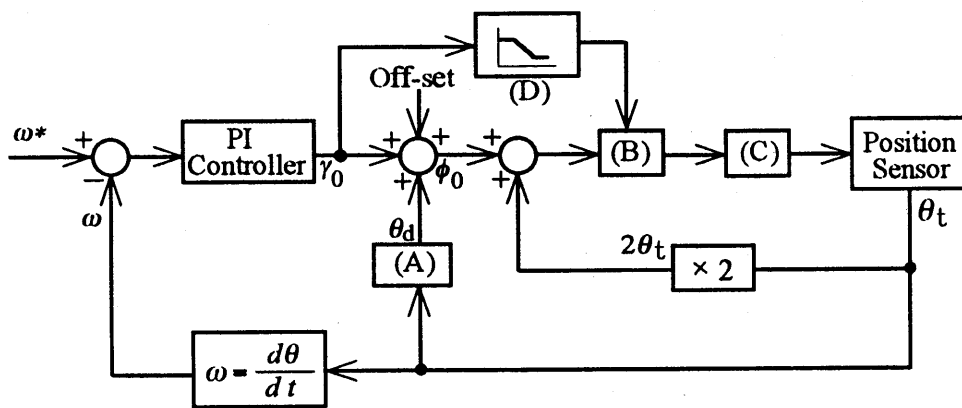 Off-set
(D)
ω*
+
−
PI
Controller
γ₀
+
+
+
ϕ₀
+
+
(B)
(C)
Position
Sensor
θt
ω
θd
(A)
2θt
× 2
ω = dθ/dt